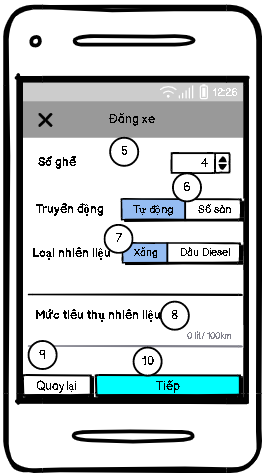 12:26
✕ Đăng xe
5
Số ghế 4
6
Truyền động Tự động Số sàn
7
Loại nhiên liệu Xăng Dầu Diesel
Mức tiêu thụ nhiên liệu 8
0 lít/100km
9 10
Quay lại Tiếp